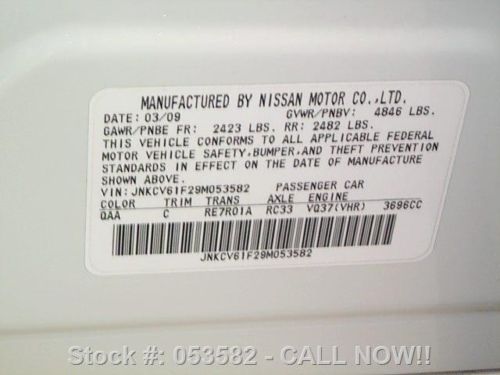 MANUFACTURED BY NISSAN MOTOR CO.,LTD.
DATE: 03/09 GVWR/PNBV: 4846 LBS.
GAWR/PNBE FR: 2423 LBS. RR: 2482 LBS.
THIS VEHICLE CONFORMS TO ALL APPLICABLE FEDERAL
MOTOR VEHICLE SAFETY,BUMPER,AND THEFT PREVENTION
STANDARDS IN EFFECT ON THE DATE OF MANUFACTURE
SHOWN ABOVE.
VIN: JNKCV61F29M053582 PASSENGER CAR
COLOR TRIM TRANS AXLE ENGINE
QAA C RE7R01A RC33 VQ37(VHR) 3696CC
JNKCV61F29M053582
Stock #: 053582 - CALL NOW!!